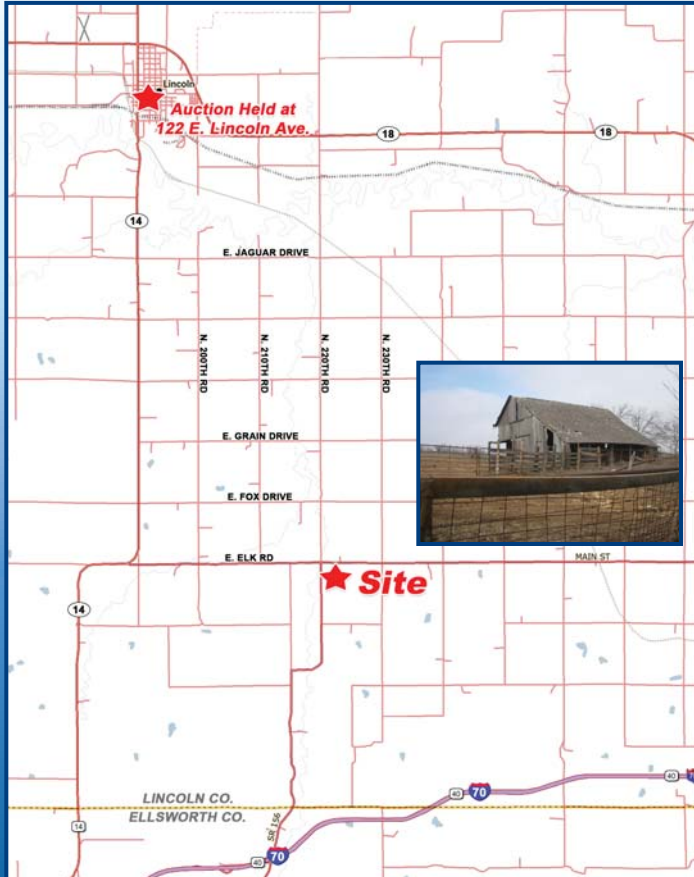 Lincoln
Auction Held at
122 E. Lincoln Ave.
18
18
14
E. JAGUAR DRIVE
N. 200TH RD
N. 210TH RD
N. 220TH RD
N. 230TH RD
E. GRAIN DRIVE
E. FOX DRIVE
E. ELK RD
MAIN ST
Site
14
LINCOLN CO.
ELLSWORTH CO.
40
70
40
70
14
SR 156
40
70